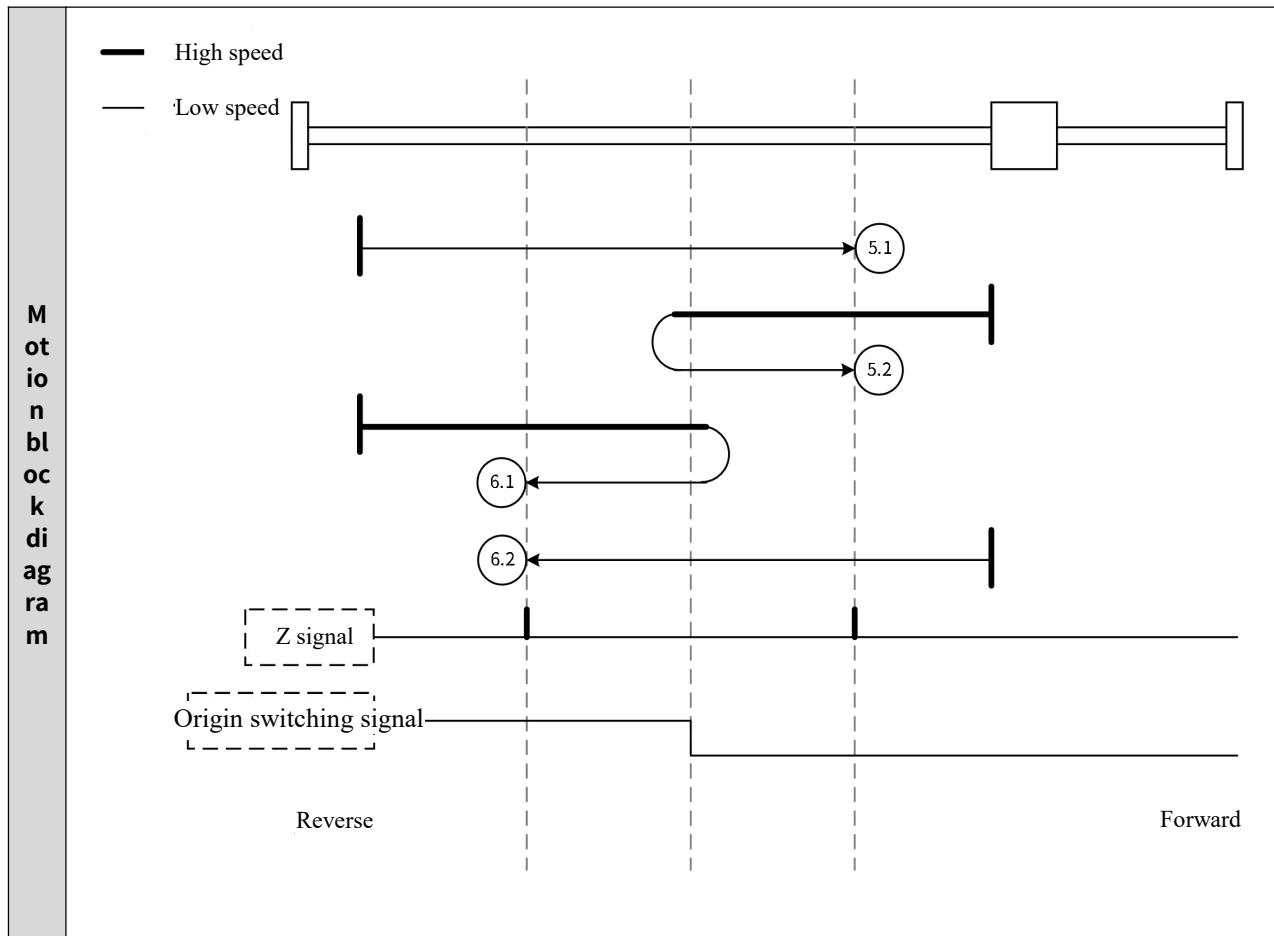 High speed
Low speed
M
ot
io
n
bl
oc
k
di
ag
ra
m
5.1
5.2
6.1
6.2
Z signal
Origin switching signal
Reverse
Forward